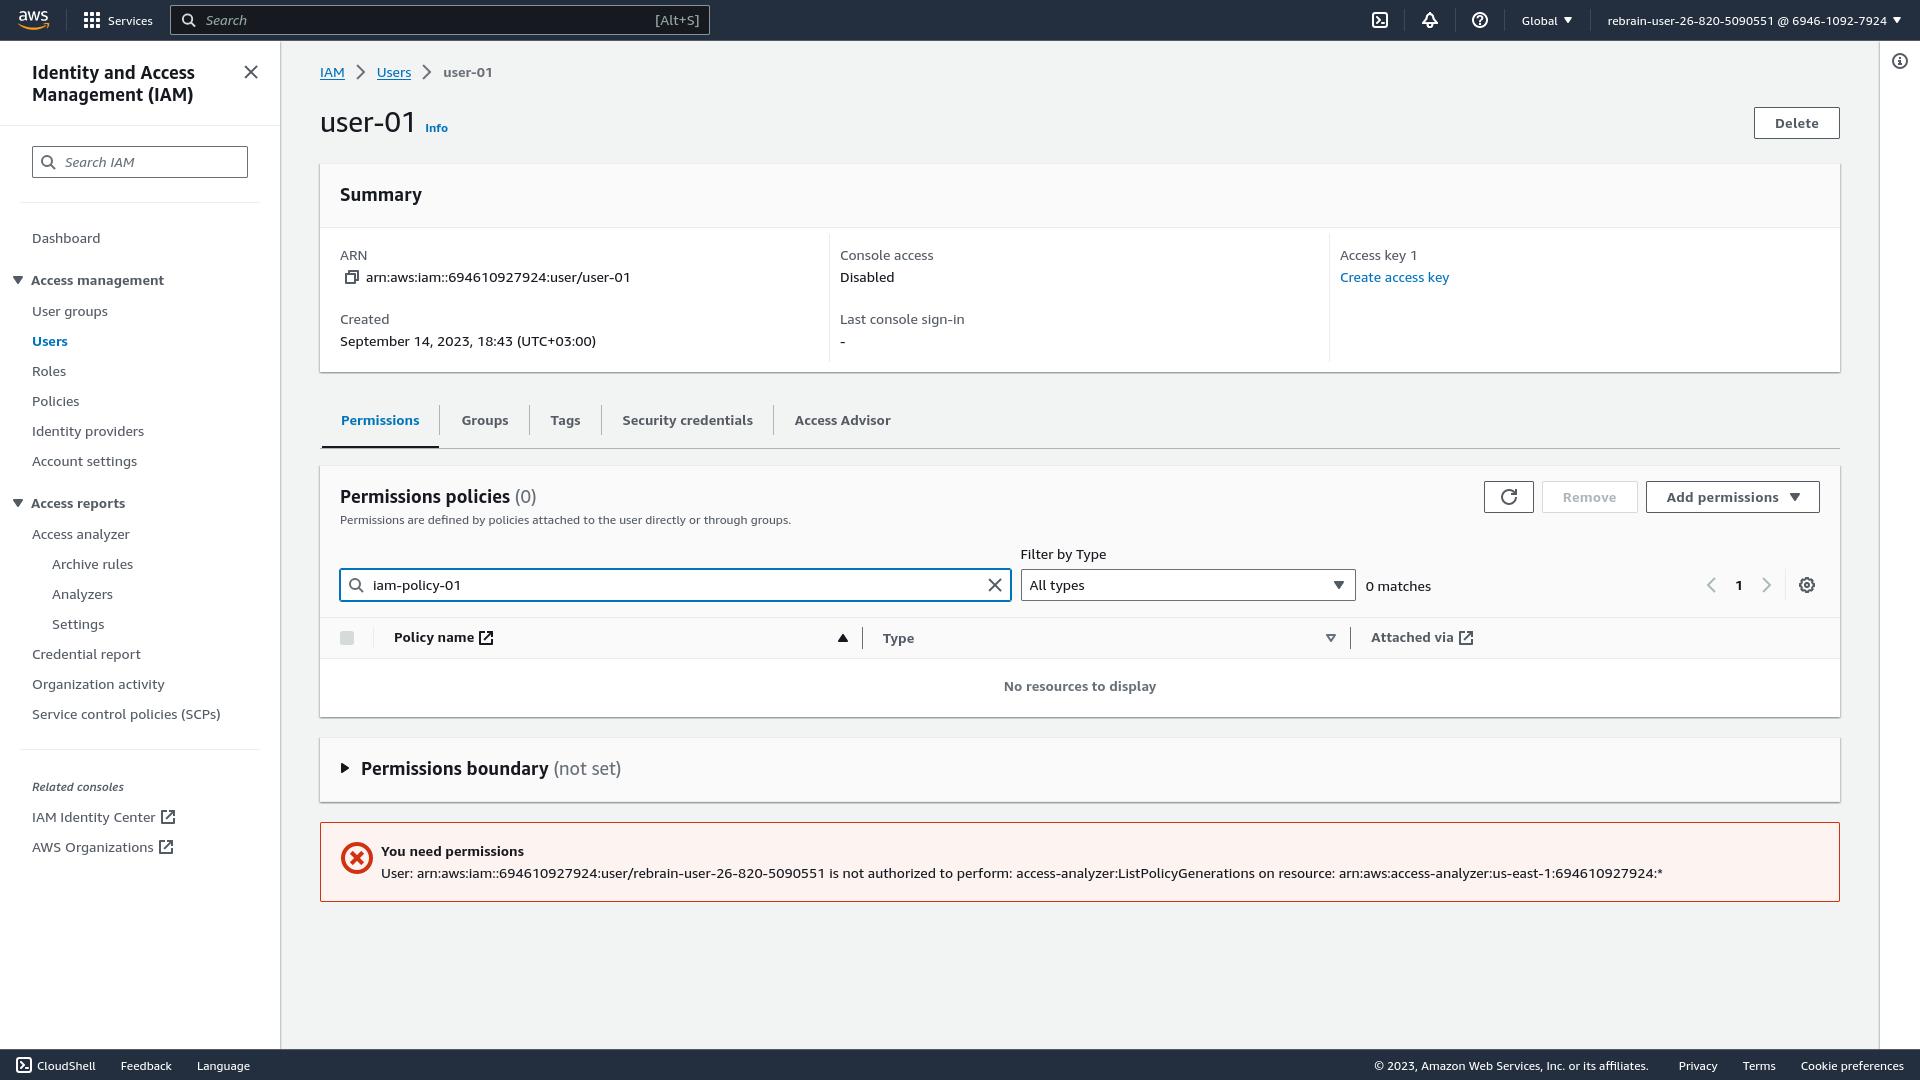 aws
Services
Search
[Alt+S]
Global
rebrain-user-26-820-5090551 @ 6946-1092-7924
Identity and Access
Management (IAM)
Search IAM
Dashboard
Access management
User groups
Users
Roles
Policies
Identity providers
Account settings
Access reports
Access analyzer
Archive rules
Analyzers
Settings
Credential report
Organization activity
Service control policies (SCPs)
Related consoles
IAM Identity Center
AWS Organizations
IAM
Users
user-01
user-01 Info
Delete
Summary
ARN
arn:aws:iam::694610927924:user/user-01
Created
September 14, 2023, 18:43 (UTC+03:00)
Console access
Disabled
Last console sign-in
-
Access key 1
Create access key
Permissions
Groups
Tags
Security credentials
Access Advisor
Permissions policies (0)
Permissions are defined by policies attached to the user directly or through groups.
Remove
Add permissions
Filter by Type
iam-policy-01
All types
0 matches
1
Policy name
Type
Attached via
No resources to display
Permissions boundary (not set)
You need permissions
User: arn:aws:iam::694610927924:user/rebrain-user-26-820-5090551 is not authorized to perform: access-analyzer:ListPolicyGenerations on resource: arn:aws:access-analyzer:us-east-1:694610927924:*
CloudShell
Feedback
Language
© 2023, Amazon Web Services, Inc. or its affiliates.
Privacy
Terms
Cookie preferences